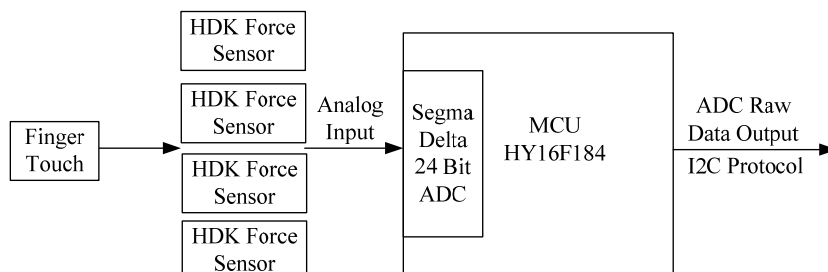 Finger
Touch
HDK Force
Sensor
HDK Force
Sensor
HDK Force
Sensor
HDK Force
Sensor
Analog
Input
Segma
Delta
24 Bit
ADC
MCU
HY16F184
ADC Raw
Data Output
I2C Protocol